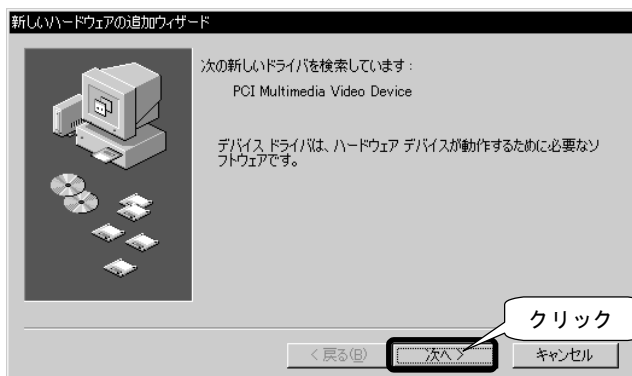 新しいハードウェアの追加ウィザード
次の新しいドライバを検索しています：
PCI Multimedia Video Device
デバイス ドライバは、ハードウェア デバイスが動作するために必要なソ
フトウェアです。
クリック
< 戻る(B)
次へ >
キャンセル